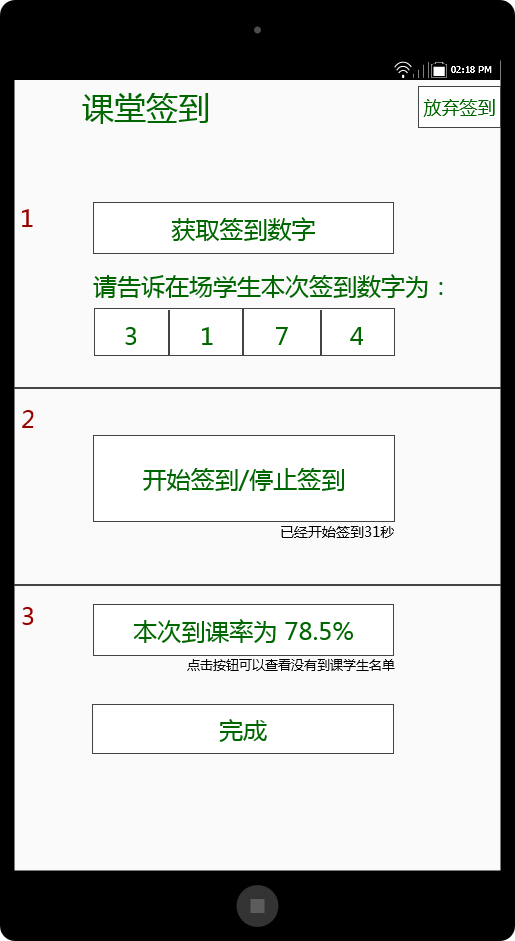 02:18 PM
课堂签到
放弃签到
1
获取签到数字
请告诉在场学生本次签到数字为：
3 1 7 4
2
开始签到/停止签到
已经开始签到31秒
3
本次到课率为 78.5%
点击按钮可以查看没有到课学生名单
完成